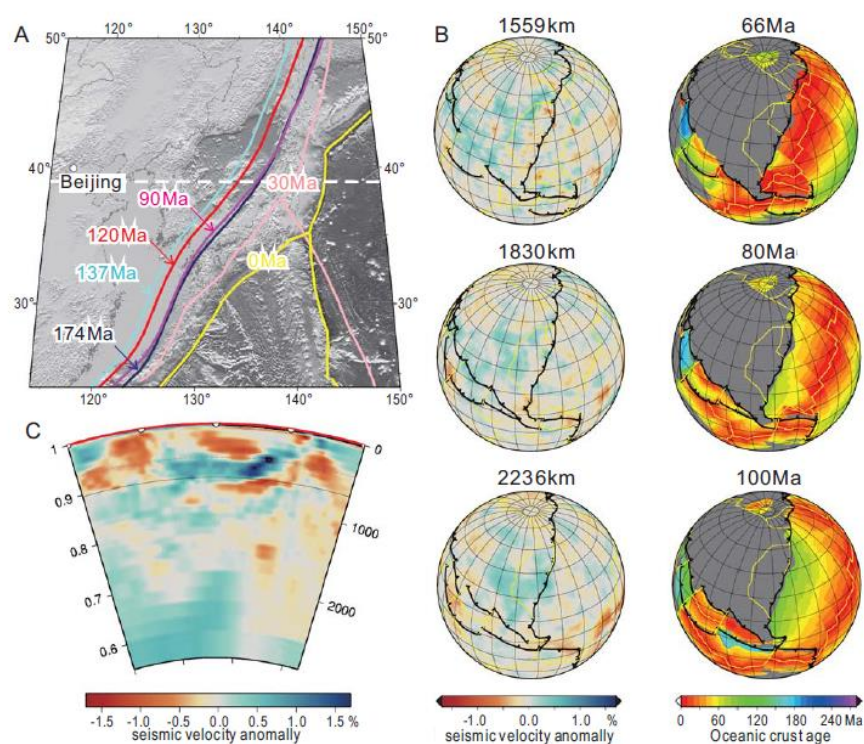 A
120° 130° 140° 150°
50° 50°
40° 40°
30° 30°
120° 130° 140° 150°
Beijing
90Ma
30Ma
120Ma
0Ma
137Ma
174Ma
B
1559km 66Ma
1830km 80Ma
2236km 100Ma
C
1 0
0.9
1000
0.8
0.7
2000
0.6
-1.5 -1.0 -0.5 0.0 0.5 1.0 1.5 %
seismic velocity anomally
-1.0 0.0 1.0 %
seismic velocity anomally
0 60 120 180 240 Ma
Oceanic crust age